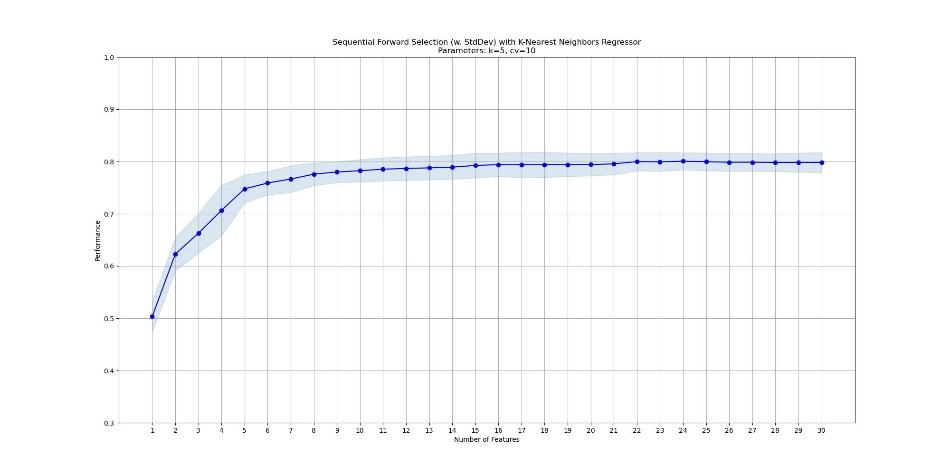 Sequential Forward Selection (w. StdDev) with K-Nearest Neighbors Regressor
Parameters: k=5, cv=10
1.0
0.9
0.8
0.7
0.6
0.5
0.4
0.3
Performance
1 2 3 4 5 6 7 8 9 10 11 12 13 14 15 16 17 18 19 20 21 22 23 24 25 26 27 28 29 30
Number of Features